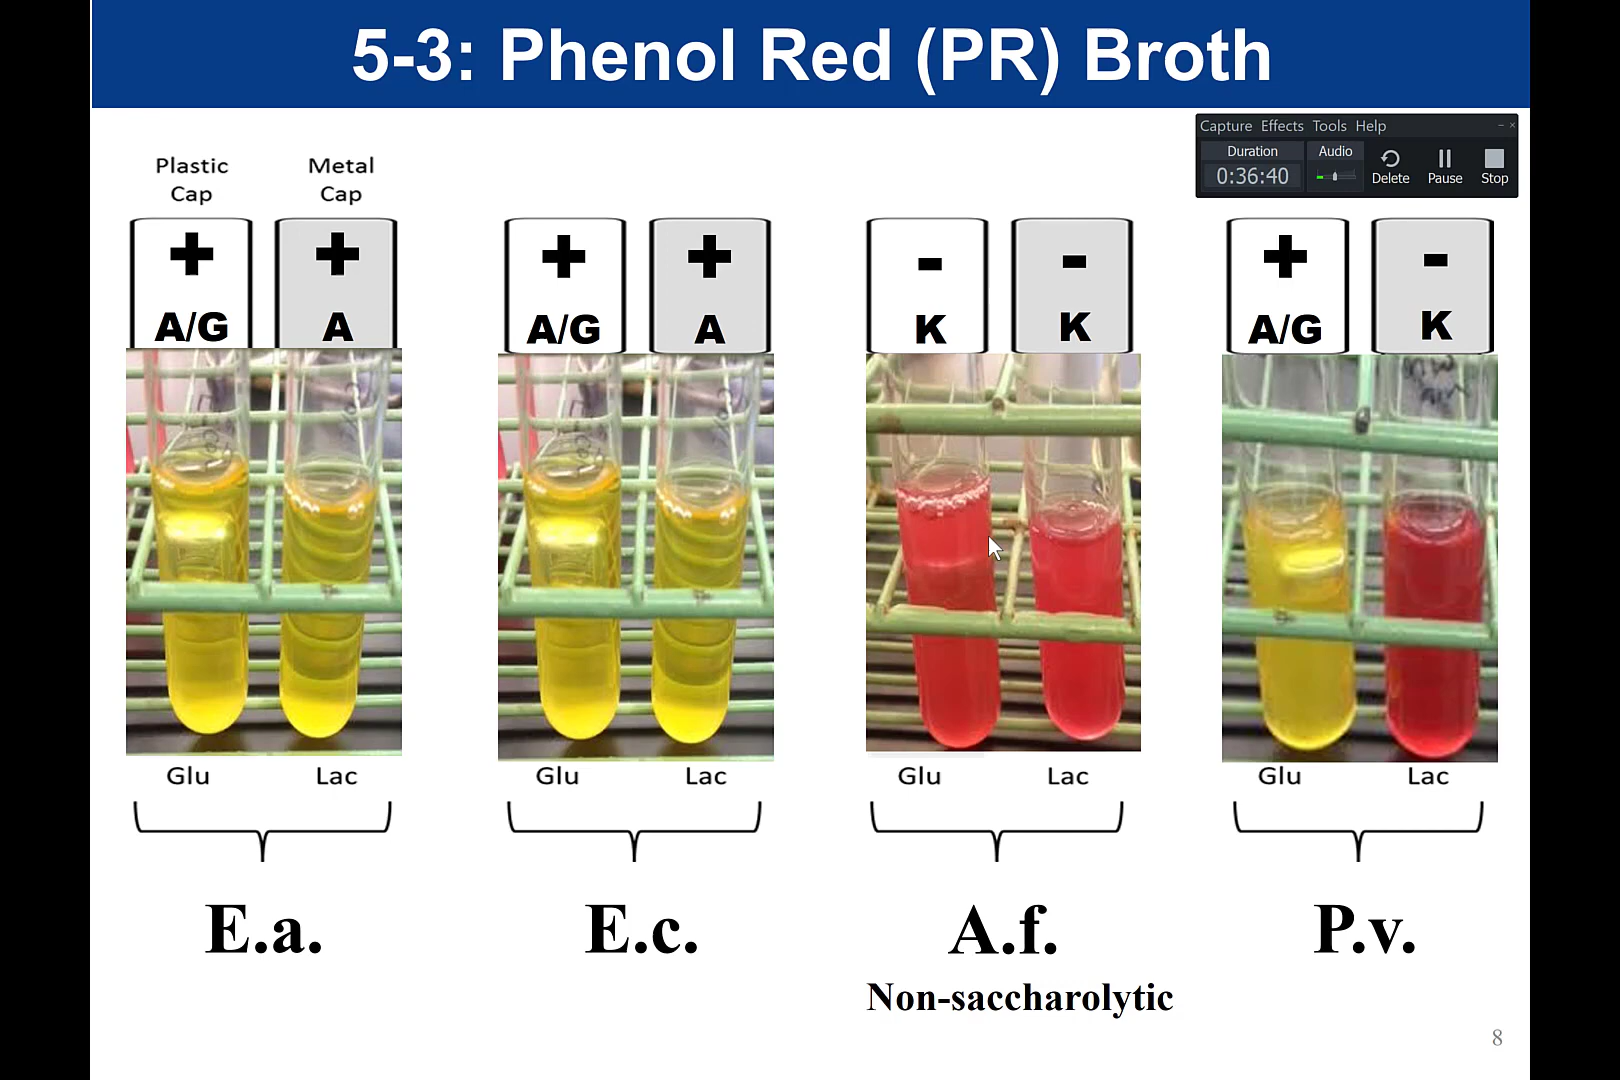 5-3: Phenol Red (PR) Broth
Capture Effects Tools Help
Duration
Audio
0:36:40
Delete
Pause
Stop
Plastic
Cap
Metal
Cap
+
+
+
+
-
-
+
-
A/G
A
A/G
A
K
K
A/G
K
Glu
Lac
Glu
Lac
Glu
Lac
Glu
Lac
E.a.
E.c.
A.f.
P.v.
Non-saccharolytic
8